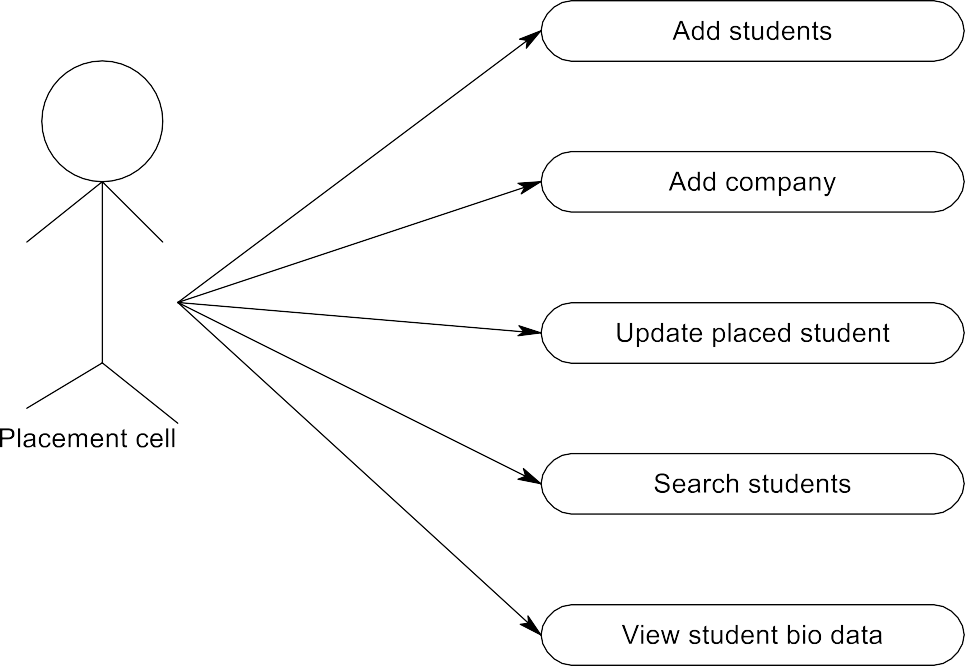 Add students
Add company
Update placed student
Placement cell
Search students
View student bio data